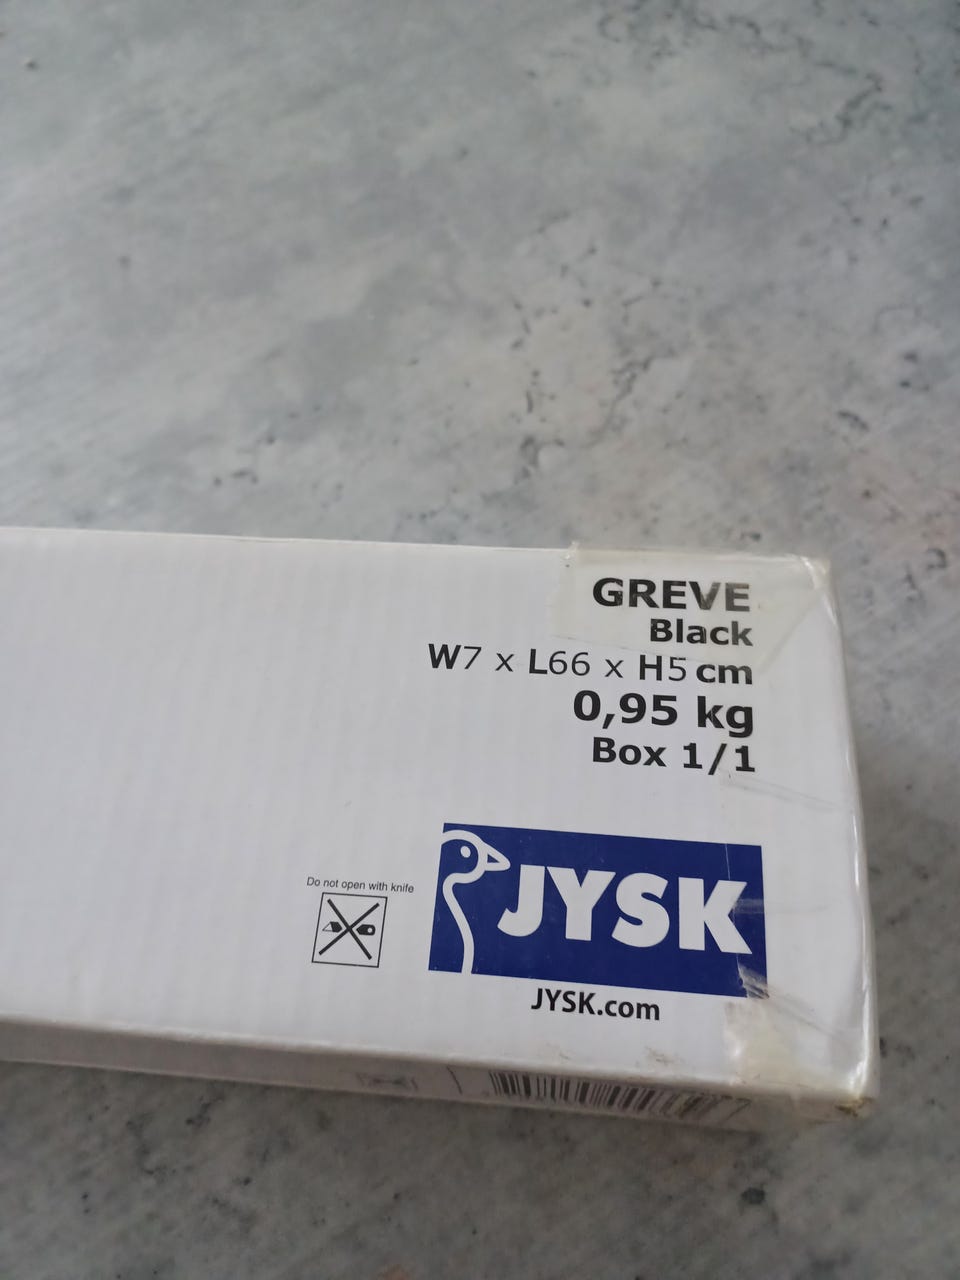 GREVE
Black
W7 x L66 x H5 cm
0,95 kg
Box 1/1
Do not open with knife
JYSK
JYSK.com